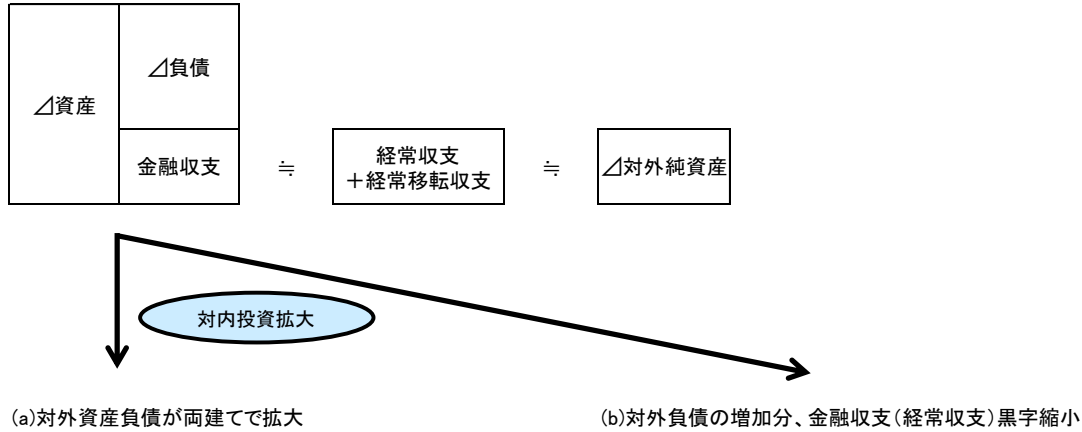 ⊿資産
⊿負債
金融収支
≒
経常収支
＋経常移転収支
≒
⊿対外純資産
対内投資拡大
(a)対外資産負債が両建てで拡大
(b)対外負債の増加分、金融収支（経常収支）黒字縮小